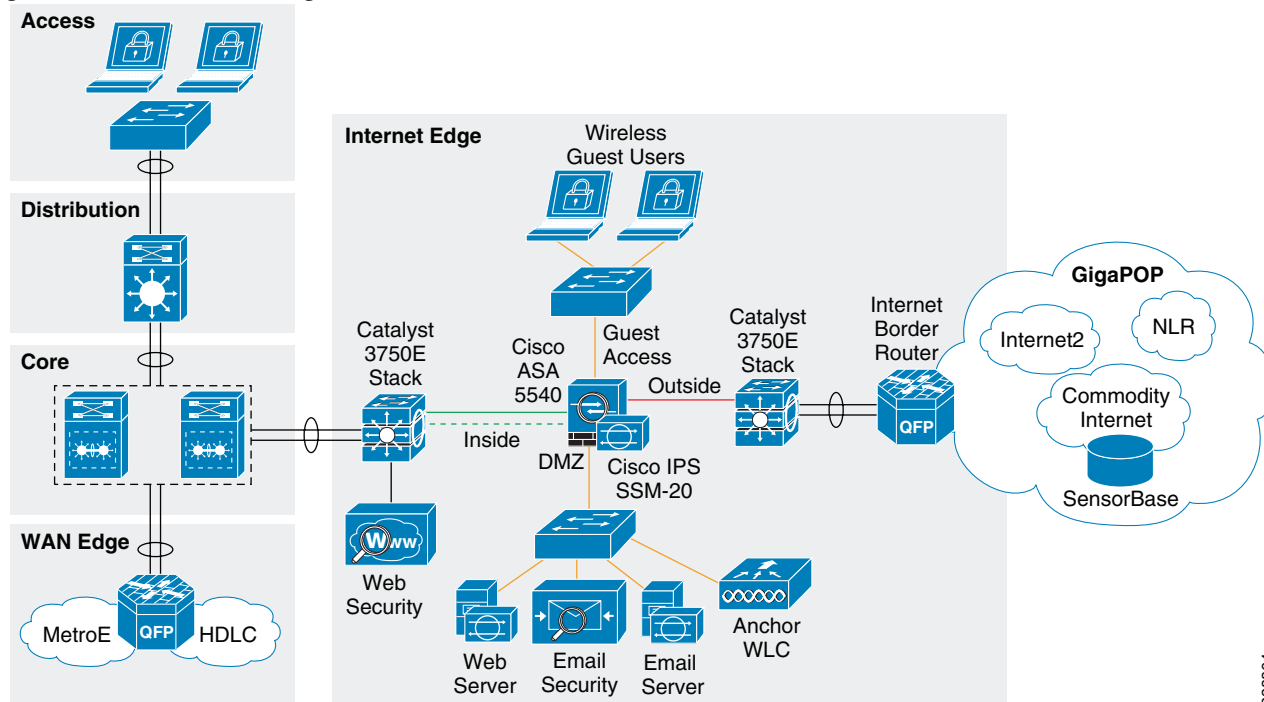 Access
Distribution
Core
WAN Edge
MetroE
QFP
HDLC
Internet Edge
Wireless
Guest Users
Catalyst
3750E
Stack
Cisco
ASA
5540
Guest
Access
Outside
Inside
DMZ
Cisco IPS
SSM-20
Catalyst
3750E
Stack
Internet
Border
Router
QFP
Www
Web
Security
Web
Server
Email
Security
Email
Server
Anchor
WLC
GigaPOP
Internet2
NLR
Commodity
Internet
SensorBase